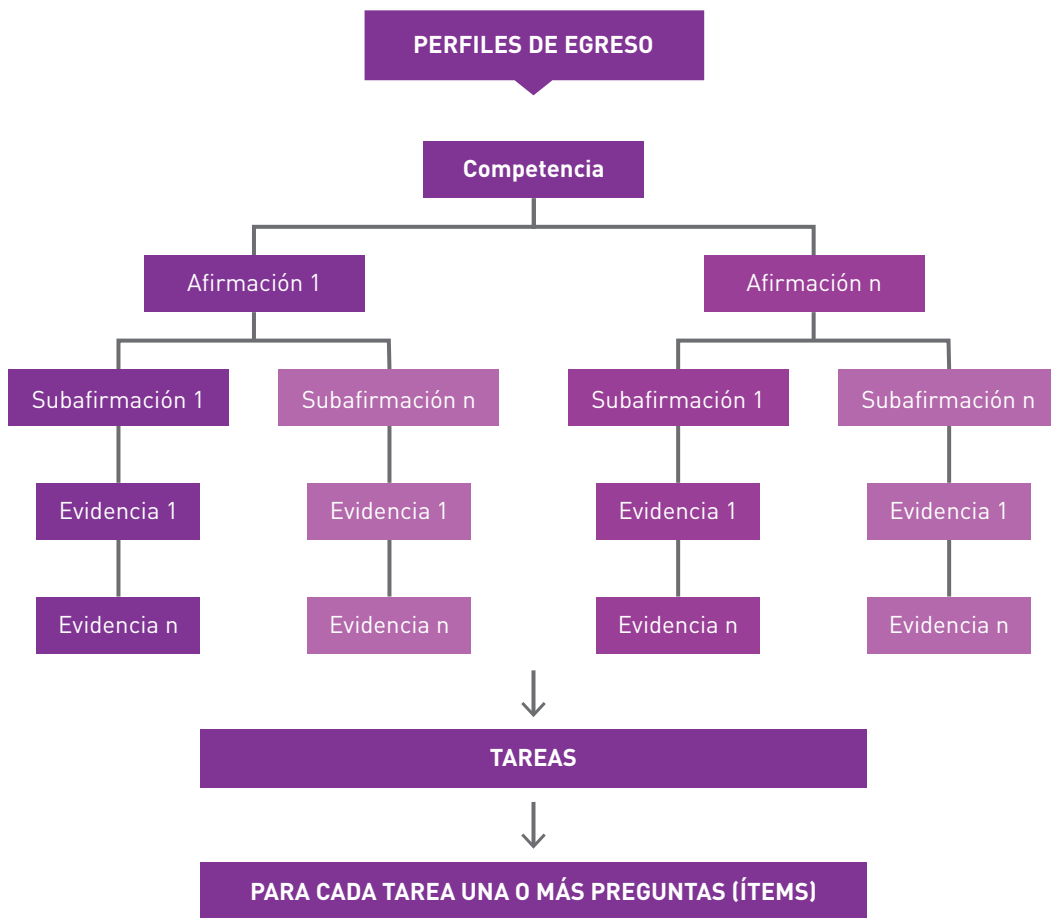 PERFILES DE EGRESO
Competencia
Afirmación 1
Afirmación n
Subafirmación 1
Subafirmación n
Subafirmación 1
Subafirmación n
Evidencia 1
Evidencia 1
Evidencia 1
Evidencia 1
Evidencia n
Evidencia n
Evidencia n
Evidencia n
TAREAS
PARA CADA TAREA UNA O MÁS PREGUNTAS (ÍTEMS)